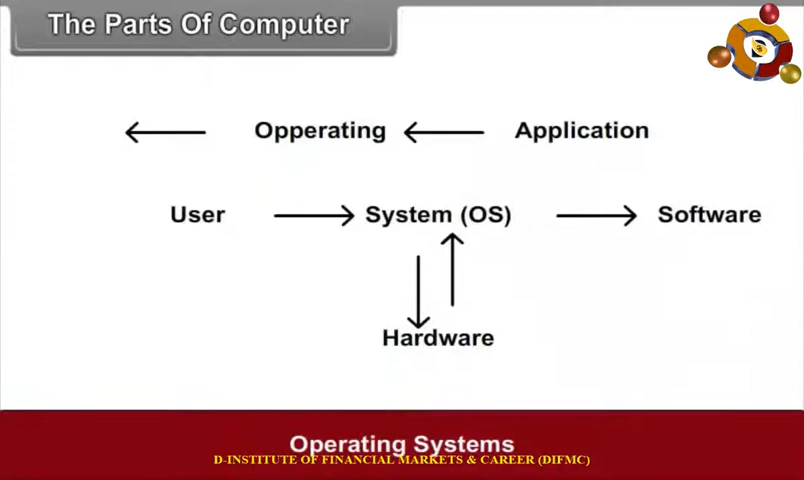 The Parts Of Computer
Opperating Application
User System (OS) Software
Hardware
Operating Systems
D-INSTITUTE OF FINANCIAL MARKETS & CAREER (DIFMC)